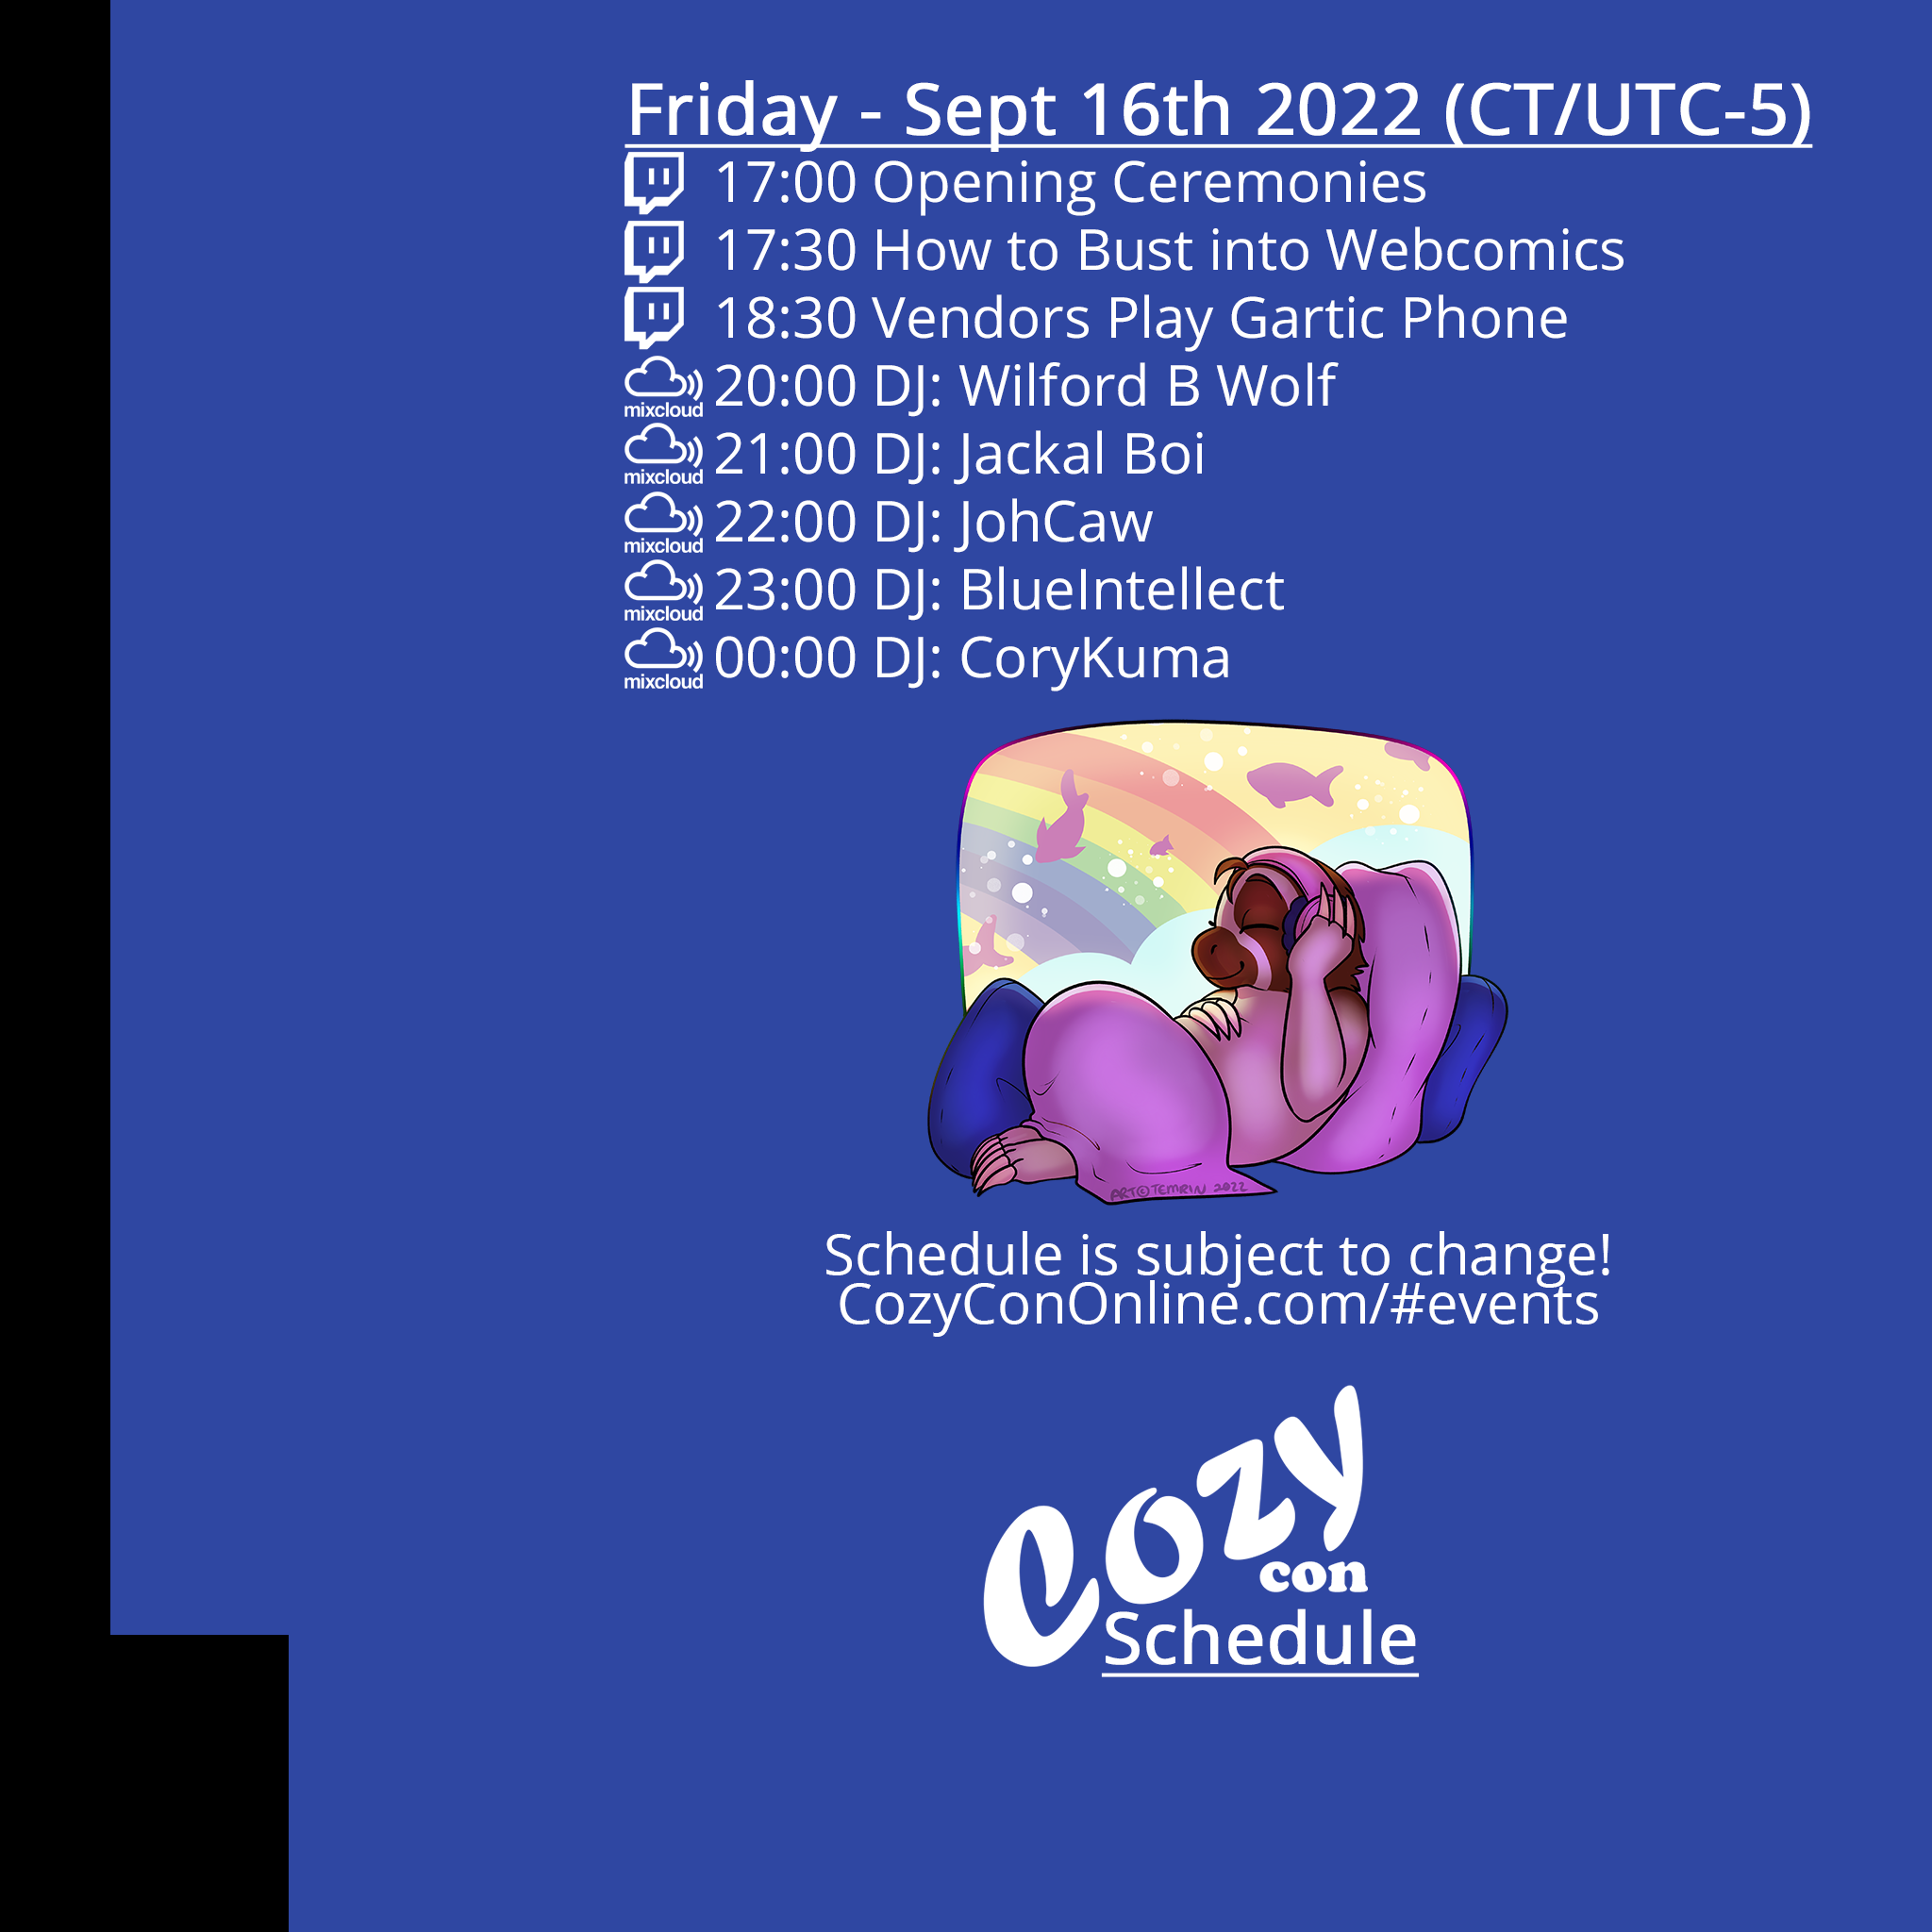 Friday - Sept 16th 2022 (CT/UTC-5)
17:00 Opening Ceremonies
17:30 How to Bust into Webcomics
18:30 Vendors Play Gartic Phone
mixcloud 20:00 DJ: Wilford B Wolf
mixcloud 21:00 DJ: Jackal Boi
mixcloud 22:00 DJ: JohCaw
mixcloud 23:00 DJ: BlueIntellect
mixcloud 00:00 DJ: CoryKuma
ART©TEMRIN 2022
Schedule is subject to change!
CozyConOnline.com/#events
Cozy
con
Schedule